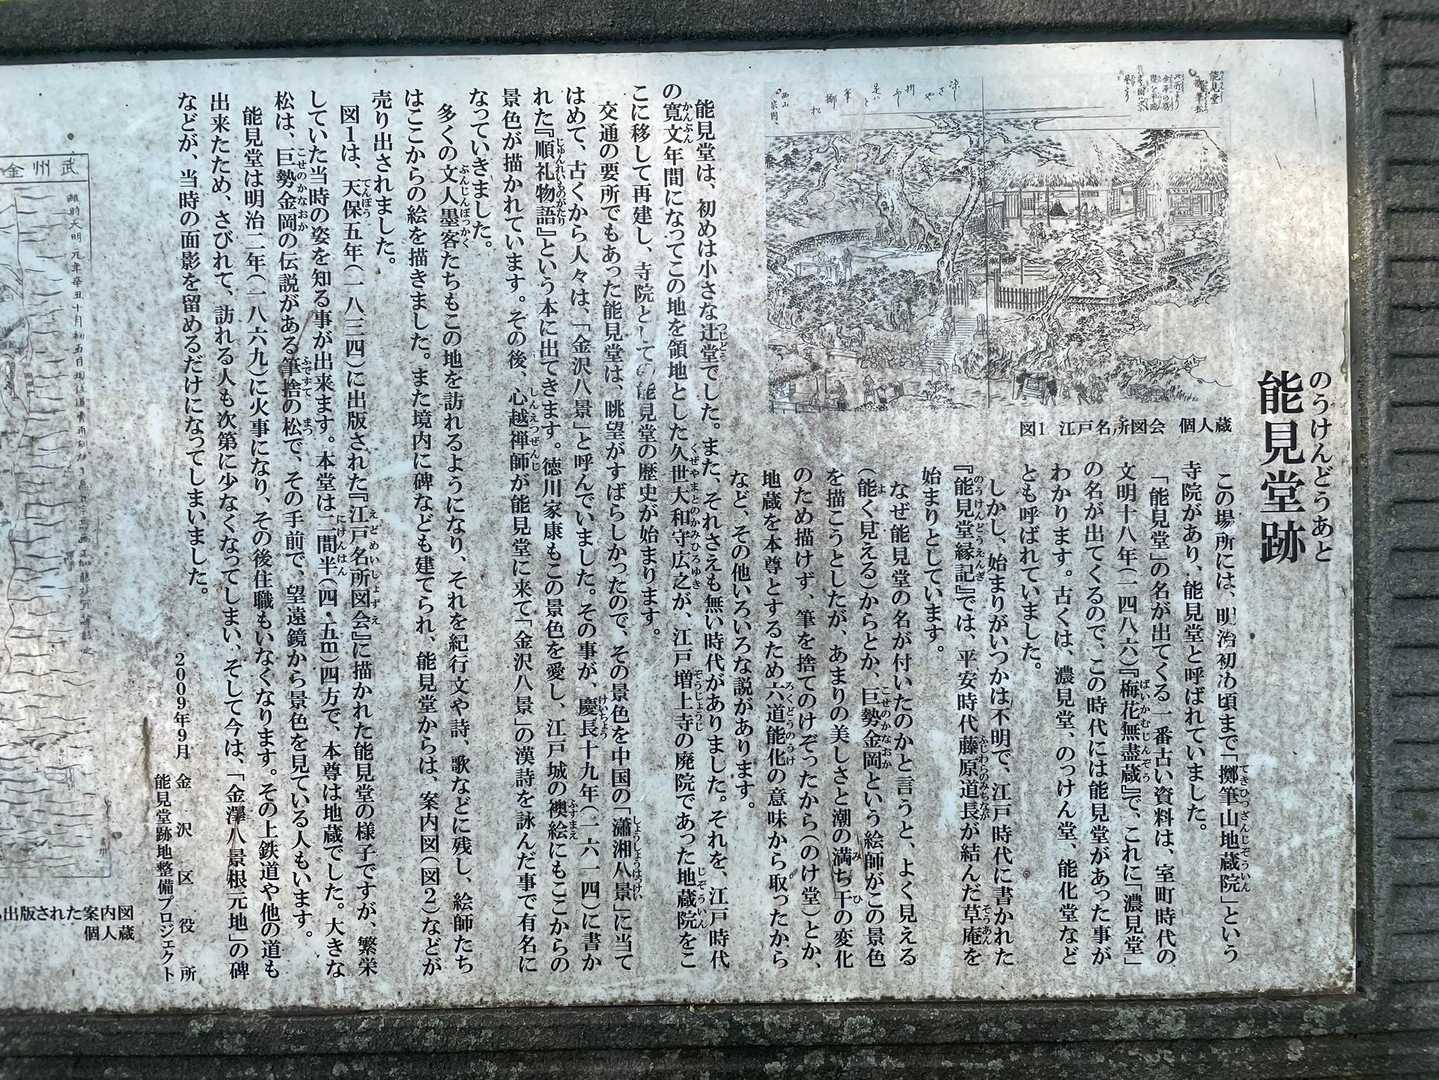 のうけんどうあと
能見堂跡
この場所には、明治初め頃まで「擲筆山地蔵院」という
寺院があり、能見堂と呼ばれていました。
「能見堂」の名が出てくる一番古い資料は、室町時代の
文明十八年(一四八六)『梅花無盡蔵』で、これに「濃見堂」
の名が出てくるので、この時代には能見堂があった事が
わかります。古くは、濃見堂、のっけん堂、能化堂など
とも呼ばれていました。
しかし、始まりがいつかは不明で、江戸時代に書かれた
『能見堂縁記』では、平安時代藤原道長が結んだ草庵を
始まりとしています。
なぜ能見堂の名が付いたのかと言うと、よく見える
(能く見える)からとか、巨勢金岡という絵師がこの景色
を描こうとしたが、あまりの美しさと潮の満ち干の変化
のため描けず、筆を捨てのけぞったから(のけ堂)とか、
地蔵を本尊とするため六道能化の意味から取ったから
など、その他いろいろな説があります。
図1 江戸名所図会 個人蔵
能見堂は、初めは小さな辻堂でした。また、それさえも無い時代がありました。それを、江戸時代
の寛文年間になってこの地を領地とした久世大和守広之が、江戸増上寺の廃院であった地蔵院をこ
こに移して再建し、寺院としての能見堂の歴史が始まります。
交通の要所でもあった能見堂は、眺望がすばらしかったので、その景色を中国の「瀟湘八景」に当て
はめて、古くから人々は、「金沢八景」と呼んでいました。その事が、慶長十九年(一六一四)に書か
れた『順礼物語』という本に出てきます。徳川家康もこの景色を愛し、江戸城の襖絵にもここからの
景色が描かれています。その後、心越禅師が能見堂に来て「金沢八景」の漢詩を詠んだ事で有名に
なっていきました。
多くの文人墨客たちもこの地を訪れるようになり、それを紀行文や詩、歌などに残し、絵師たち
はここからの絵を描きました。また境内に碑なども建てられ、能見堂からは、案内図(図2)などが
売り出されました。
図1は、天保五年(一八三四)に出版された『江戸名所図会』に描かれた能見堂の様子ですが、繁栄
していた当時の姿を知る事が出来ます。本堂は二間半(四・五m)四方で、本尊は地蔵でした。大きな
松は、巨勢金岡の伝説がある筆捨の松で、その手前で、望遠鏡から景色を見ている人もいます。
能見堂は明治二年(一八六九)に火事になり、その後住職もいなくなります。その上鉄道や他の道も
出来たため、さびれて、訪れる人も次第に少なくなってしまい、そして今は、「金澤八景根元地」の碑
などが、当時の面影を留めるだけになってしまいました。
2009年9月 金沢区役所
能見堂跡地整備プロジェクト
出版された案内図
個人蔵
武州金